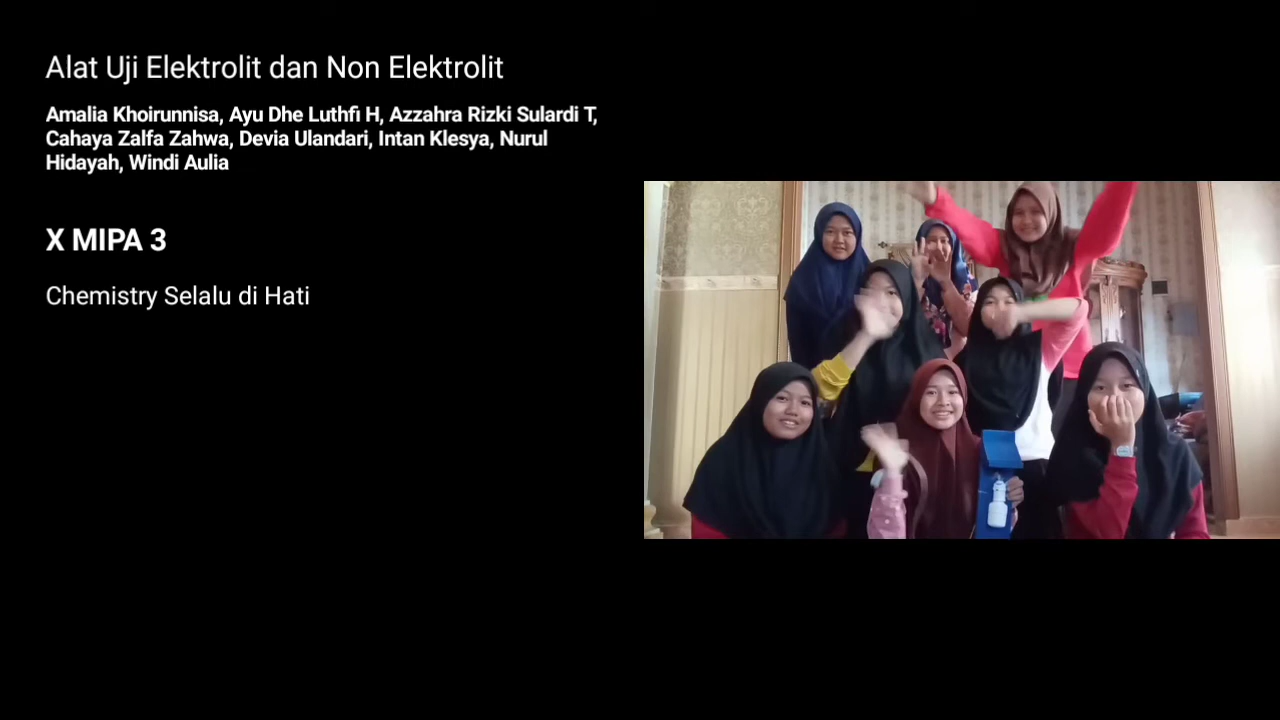 Alat Uji Elektrolit dan Non Elektrolit
Amalia Khoirunnisa, Ayu Dhe Luthfi H, Azzahra Rizki Sulardi T,
Cahaya Zalfa Zahwa, Devia Ulandari, Intan Klesya, Nurul
Hidayah, Windi Aulia
X MIPA 3
Chemistry Selalu di Hati